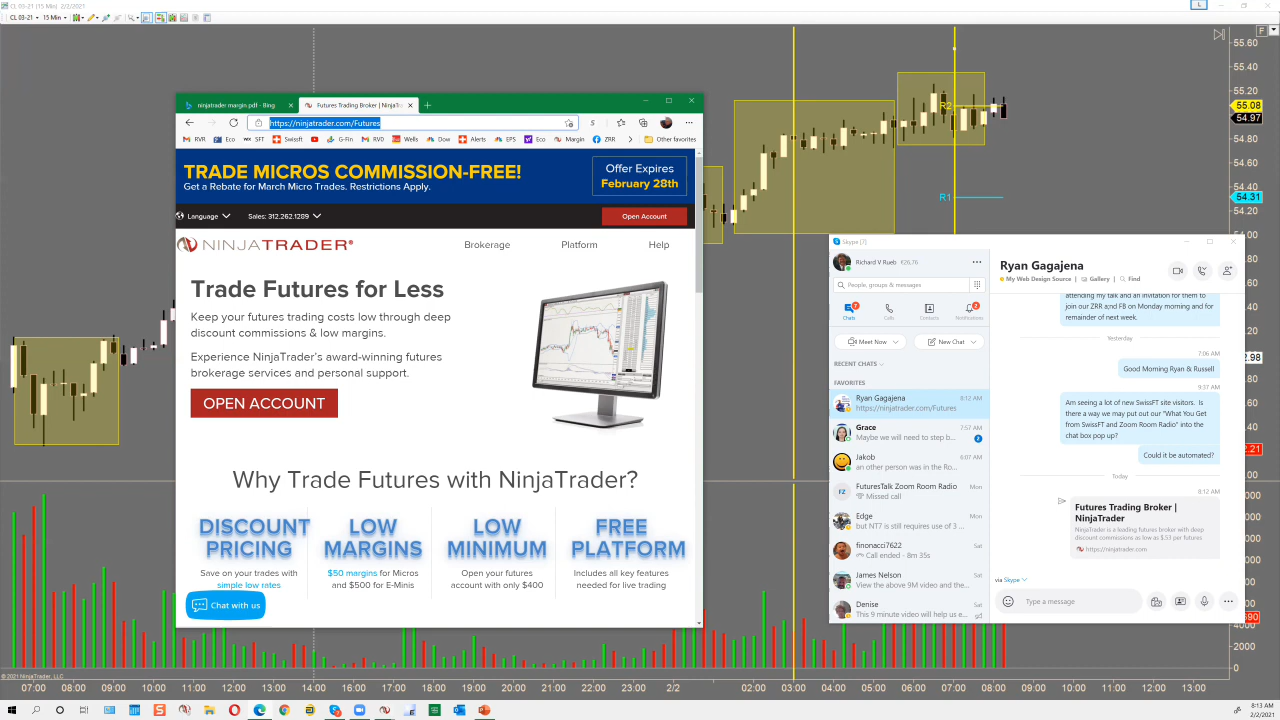 CL 03-21 (15 Min) 2/2/2021
CL 03-21
15 Min
F
55.60
55.40
55.20
55.08
54.97
54.80
54.60
54.40
54.31
54.20
54.00
R2
R1
ninjatrader margin.pdf - Bing
Futures Trading Broker | NinjaTr
https://ninjatrader.com/Futures
RVR
Eco
SFT
Swissft
G-Fin
RVD
Wells
Dow
Alerts
EPS
Eco
Margin
ZRR
Other favorites
TRADE MICROS COMMISSION-FREE!
Get a Rebate for March Micro Trades. Restrictions Apply.
Offer Expires
February 28th
Language
Sales: 312.262.1289
Open Account
NINJATRADER®
Brokerage
Platform
Help
Trade Futures for Less
Keep your futures trading costs low through deep
discount commissions & low margins.
Experience NinjaTrader's award-winning futures
brokerage services and personal support.
OPEN ACCOUNT
Why Trade Futures with NinjaTrader?
DISCOUNT
PRICING
Save on your trades with
simple low rates
LOW
MARGINS
$50 margins for Micros
and $500 for E-Minis
LOW
MINIMUM
Open your futures
account with only $400
FREE
PLATFORM
Includes all key features
needed for live trading
Chat with us
Skype [7]
Richard V Rueb €26.76
People, groups & messages
Chats
7
Calls
Contacts
Notifications
2
Meet Now
New Chat
RECENT CHATS
FAVORITES
Ryan Gagajena 8:12 AM
https://ninjatrader.com/Futures
Grace 7:57 AM
Maybe we will need to step b...
2
Jakob 6:07 AM
an other person was in the Ro...
FZ
FuturesTalk Zoom Room Radio Mon
Missed call
Edge Mon
but NT7 is still requires use of 3 ...
finonacci7622 Sat
Call ended - 8m 35s
James Nelson Sat
View the above 9M video and the...
Denise Sat
This 9 minute video will help us e...
Ryan Gagajena
My Web Design Source | Gallery | Find
attending my talk and an invitation for them to
join our ZRR and FB on Monday morning and for
remainder of next week.
Yesterday
7:06 AM
Good Morning Ryan & Russell
9:37 AM
Am seeing a lot of new SwissFT site visitors. Is
there a way we may put out our "What You Get
from SwissFT and Zoom Room Radio" into the
chat box pop up?
Could it be automated?
Today
8:12 AM
Futures Trading Broker |
NinjaTrader
NinjaTrader is a leading futures broker with deep
discount commissions as low as $.53 per futures
https://ninjatrader.com
via Skype
Type a message
2000
0
© 2021 NinjaTrader, LLC
07:00 08:00 09:00 10:00 11:00 12:00 13:00 14:00 16:00 17:00 18:00 19:00 20:00 21:00 22:00 23:00 2/2 02:00 03:00 04:00 05:00 06:00 07:00 08:00 09:00 10:00 11:00 12:00 13:00
8:13 AM
2/2/2021